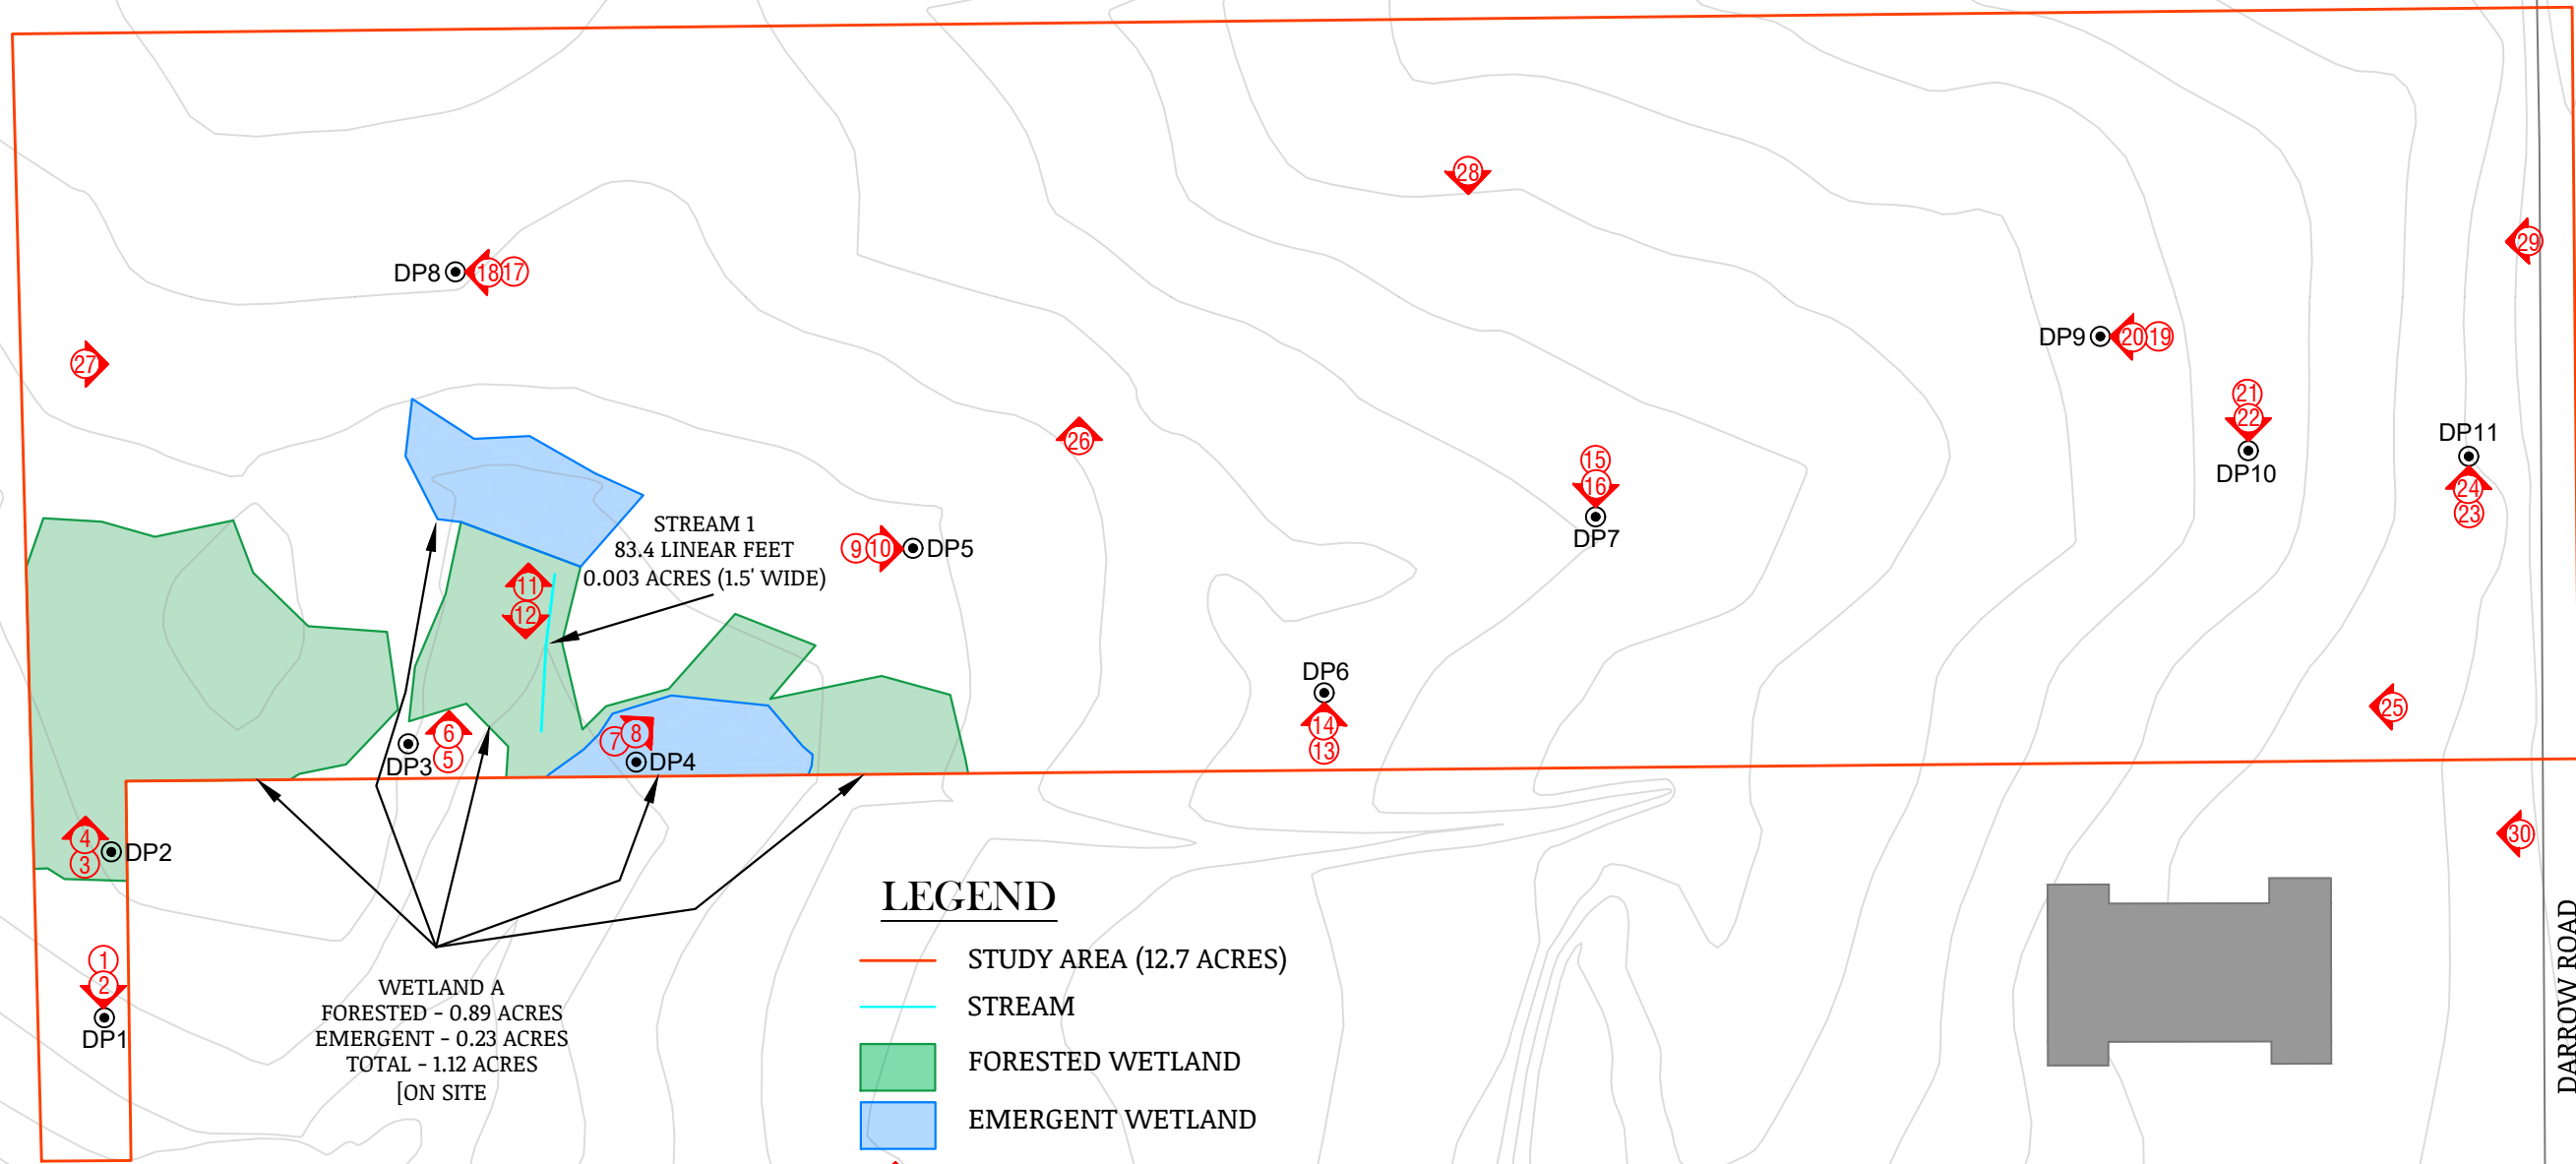 28
29
DP8
18
17
27
DP9
20
19
21
22
DP10
26
DP11
24
23
15
16
DP7
STREAM 1
83.4 LINEAR FEET
0.003 ACRES (1.5' WIDE)
9
10
DP5
11
12
DP6
14
13
25
6
5
DP3
7
8
DP4
4
3
DP2
30
1
2
DP1
WETLAND A
FORESTED - 0.89 ACRES
EMERGENT - 0.23 ACRES
TOTAL - 1.12 ACRES
[ON SITE
LEGEND
STUDY AREA (12.7 ACRES)
STREAM
FORESTED WETLAND
EMERGENT WETLAND
DARROW ROAD